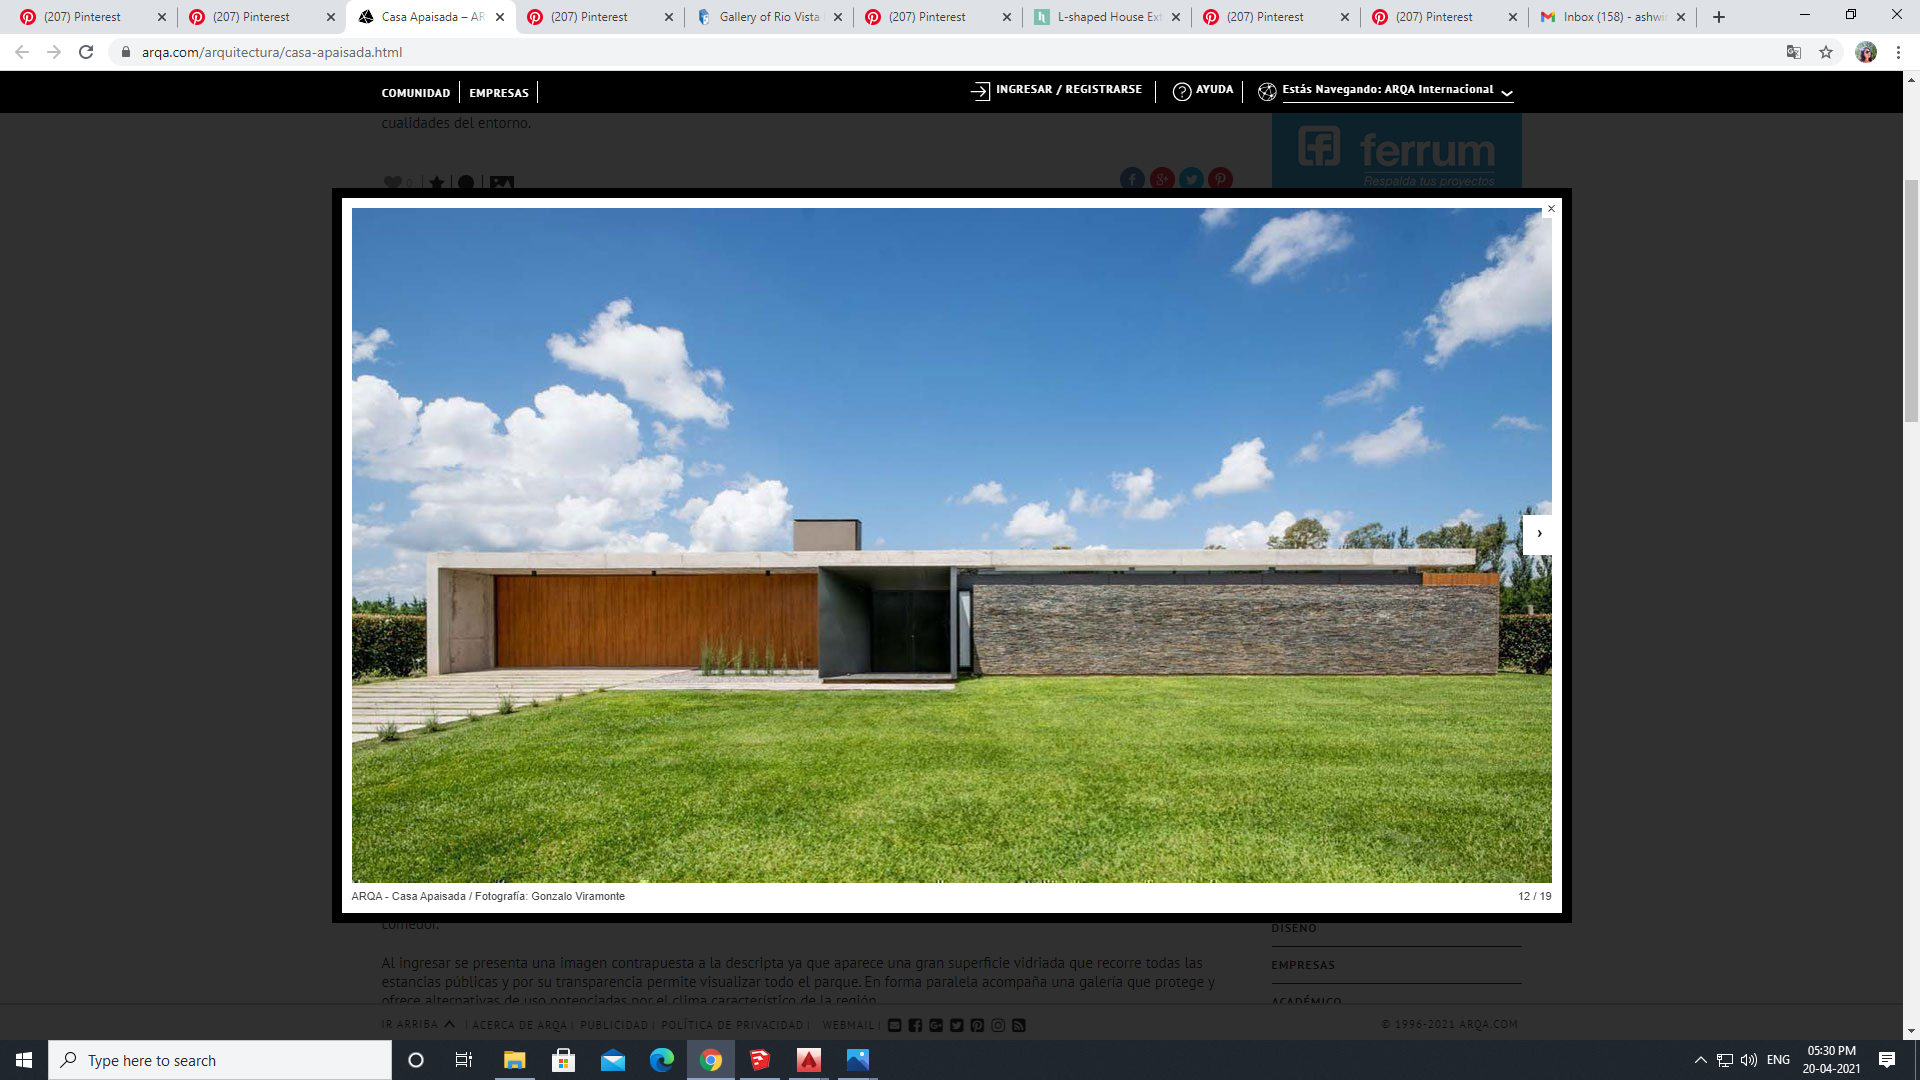 (207) Pinterest
(207) Pinterest
Casa Apaisada – AR
(207) Pinterest
Gallery of Rio Vista
(207) Pinterest
L-shaped House Ext
(207) Pinterest
(207) Pinterest
Inbox (158) - ashwi
arqa.com/arquitectura/casa-apaisada.html
COMUNIDAD
EMPRESAS
INGRESAR / REGISTRARSE
AYUDA
Estás Navegando: ARQA Internacional
cualidades del entorno.
0
ferrum
Respalda tus proyectos
ARQA - Casa Apaisada / Fotografía: Gonzalo Viramonte
12 / 19
comedor.
DISEÑO
Al ingresar se presenta una imagen contrapuesta a la descripta ya que aparece una gran superficie vidriada que recorre todas las
estancias públicas y por su transparencia permite visualizar todo el parque. En forma paralela acompaña una galería que protege y
ofrece alternativas de uso potenciadas por el clima característico de la región.
EMPRESAS
ACADÉMICO
IR ARRIBA
| ACERCA DE ARQA |
PUBLICIDAD |
POLÍTICA DE PRIVACIDAD |
WEBMAIL |
© 1996-2021 ARQA.COM
Type here to search
ENG
05:30 PM
20-04-2021